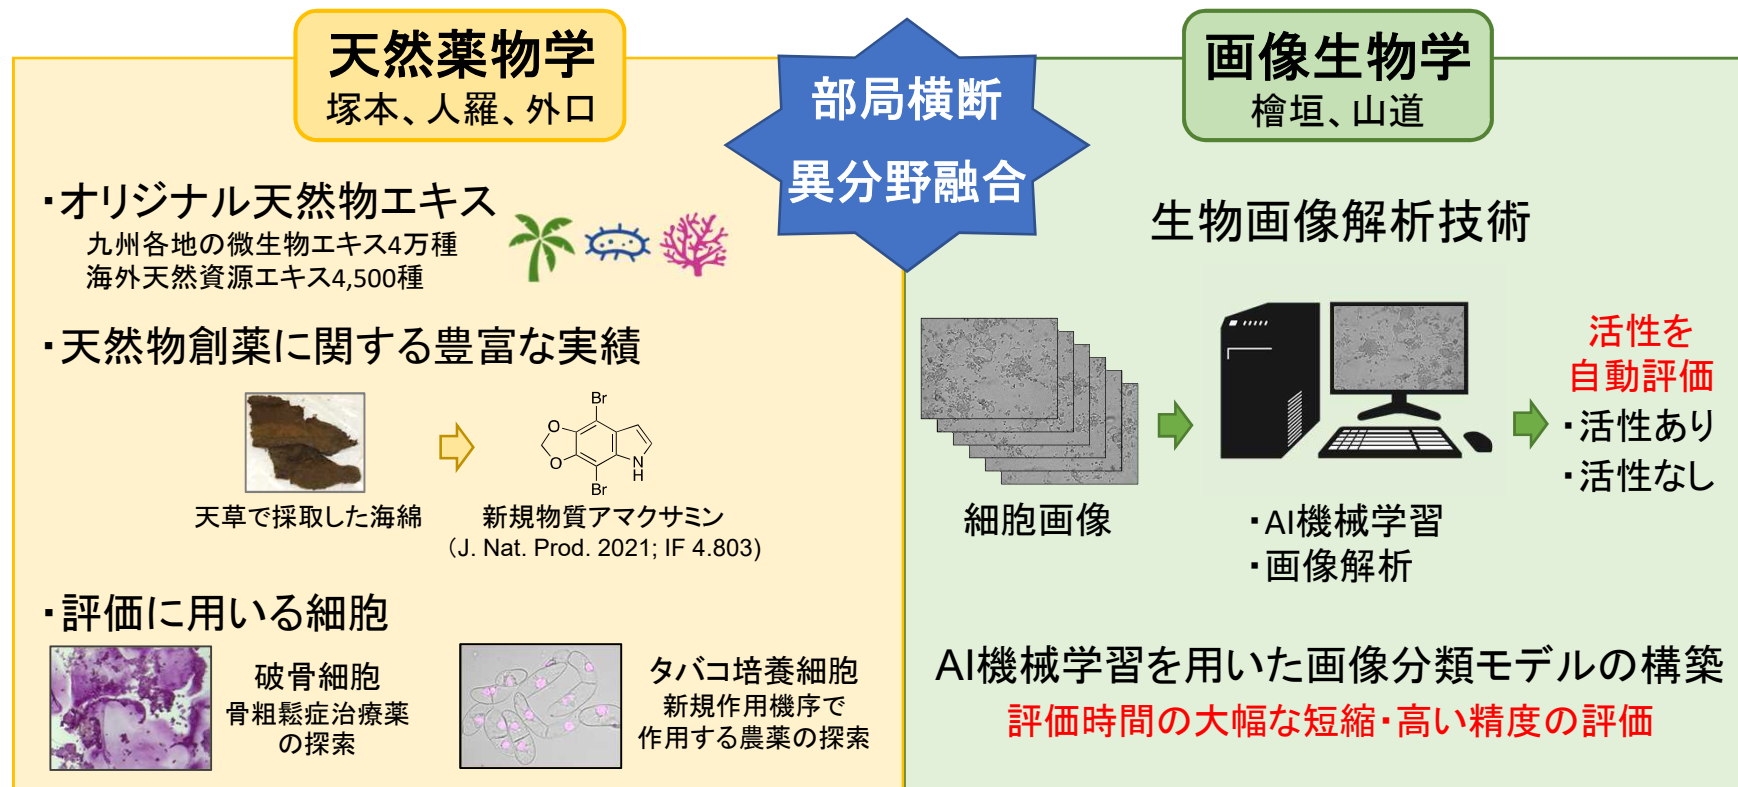 天然薬物学
塚本、人羅、外口
部局横断
異分野融合
画像生物学
檜垣、山道
・オリジナル天然物エキス
九州各地の微生物エキス4万種
海外天然資源エキス4,500種
・天然物創薬に関する豊富な実績
Br
O
O
N
H
Br
天草で採取した海綿
新規物質アマクサミン
（J. Nat. Prod. 2021; IF 4.803)
・評価に用いる細胞
破骨細胞
骨粗鬆症治療薬
の探索
タバコ培養細胞
新規作用機序で
作用する農薬の探索
生物画像解析技術
細胞画像
・AI機械学習
・画像解析
活性を
自動評価
・活性あり
・活性なし
AI機械学習を用いた画像分類モデルの構築
評価時間の大幅な短縮・高い精度の評価